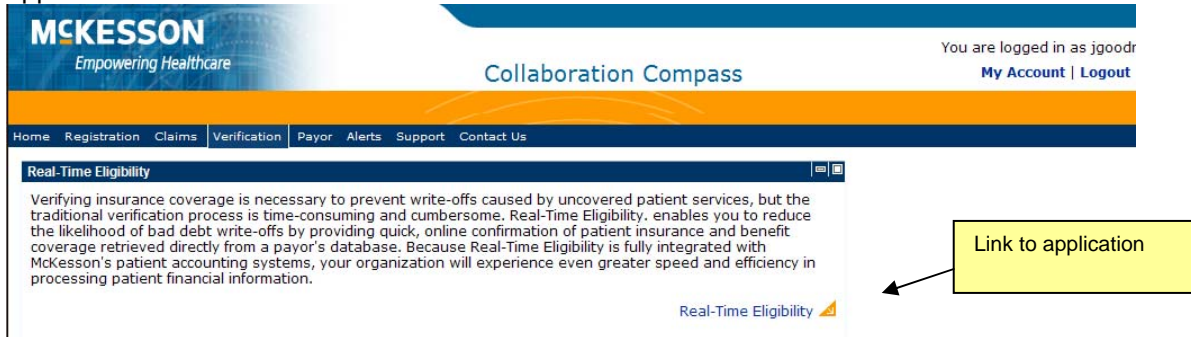 MCKESSON
Empowering Healthcare
Collaboration Compass
You are logged in as jgoodr
My Account | Logout
Home Registration Claims Verification Payor Alerts Support Contact Us
Real-Time Eligibility
Verifying insurance coverage is necessary to prevent write-offs caused by uncovered patient services, but the
traditional verification process is time-consuming and cumbersome. Real-Time Eligibility. enables you to reduce
the likelihood of bad debt write-offs by providing quick, online confirmation of patient insurance and benefit
coverage retrieved directly from a payor's database. Because Real-Time Eligibility is fully integrated with
McKesson's patient accounting systems, your organization will experience even greater speed and efficiency in
processing patient financial information.
Link to application
Real-Time Eligibility